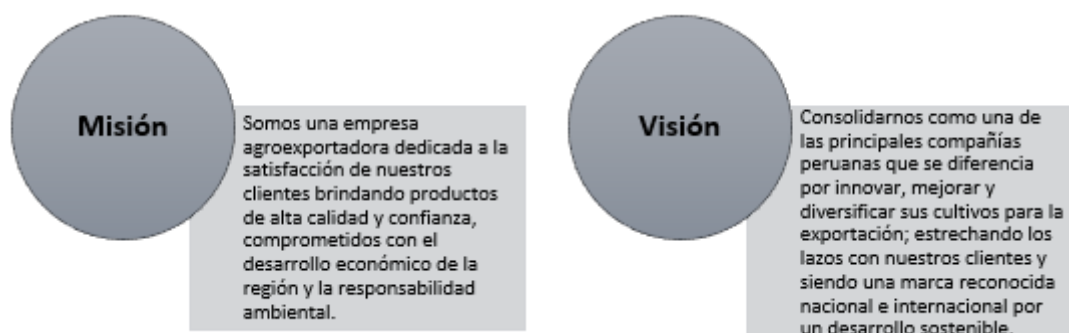 Misión
Somos una empresa
agroexportadora dedicada a la
satisfacción de nuestros
clientes brindando productos
de alta calidad y confianza,
comprometidos con el
desarrollo económico de la
región y la responsabilidad
ambiental.
Visión
Consolidarnos como una de
las principales compañías
peruanas que se diferencia
por innovar, mejorar y
diversificar sus cultivos para la
exportación; estrechando los
lazos con nuestros clientes y
siendo una marca reconocida
nacional e internacional por
un desarrollo sostenible.